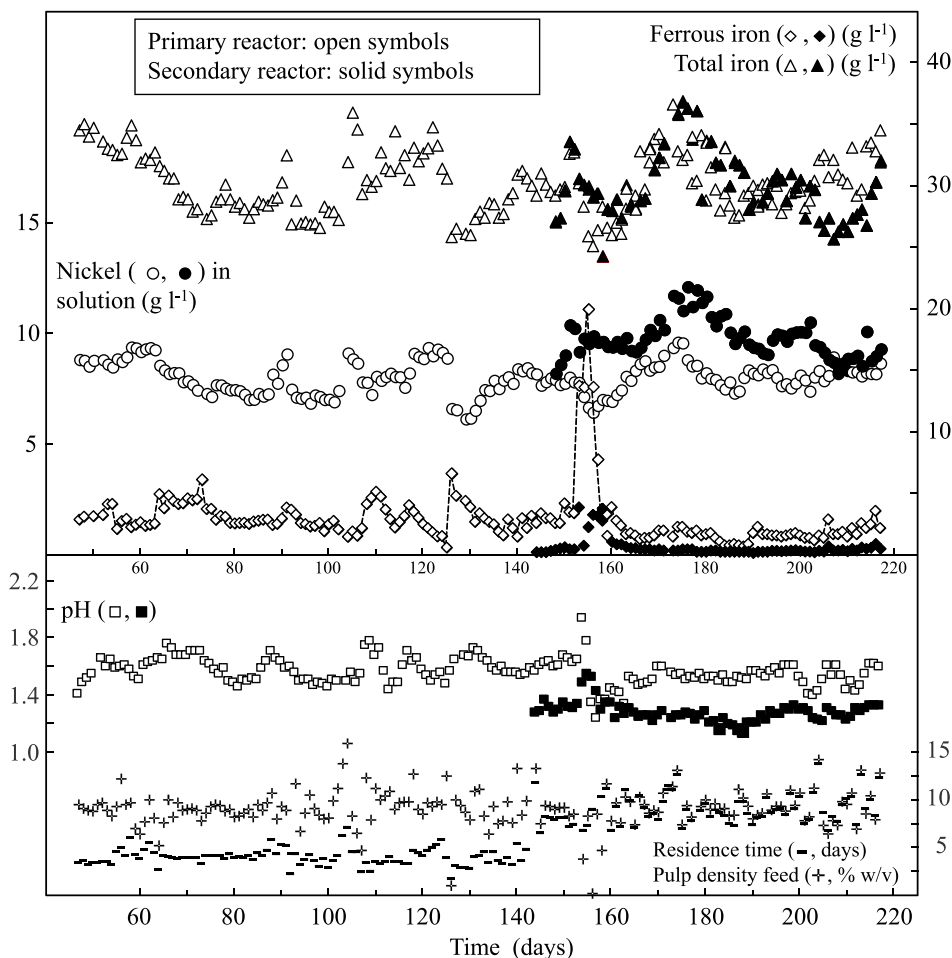 Primary reactor: open symbols
Secondary reactor: solid symbols
Ferrous iron (◇,◆) (g l⁻¹)
Total iron (△,▲) (g l⁻¹)
40
30
20
10
15
Nickel ( ○, ● ) in
solution (g l⁻¹)
10
5
60 80 100 120 140 160 180 200 220
2.2
pH (□,■)
1.8
1.4
1.0
15
10
5
Residence time (-, days)
Pulp density feed (+, % w/v)
60 80 100 120 140 160 180 200 220
Time (days)